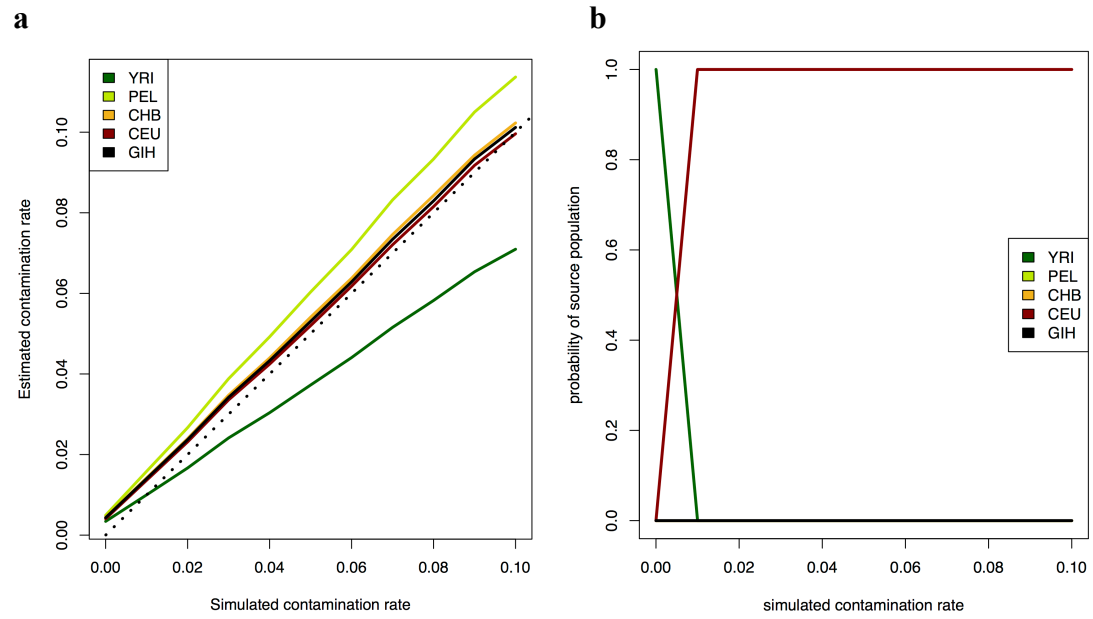 a
YRI
PEL
CHB
CEU
GIH
Estimated contamination rate
0.10
0.08
0.06
0.04
0.02
0.00
0.00 0.02 0.04 0.06 0.08 0.10
Simulated contamination rate
b
probability of source population
1.0
0.8
0.6
0.4
0.2
0.0
YRI
PEL
CHB
CEU
GIH
0.00 0.02 0.04 0.06 0.08 0.10
simulated contamination rate